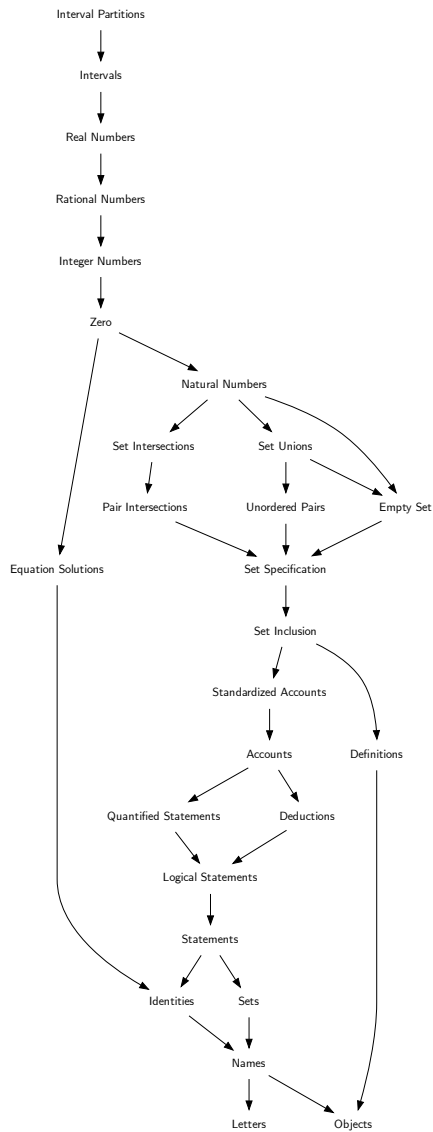 Interval Partitions
Intervals
Real Numbers
Rational Numbers
Integer Numbers
Zero
Natural Numbers
Set Intersections
Set Unions
Pair Intersections
Unordered Pairs
Empty Set
Equation Solutions
Set Specification
Set Inclusion
Standardized Accounts
Accounts
Definitions
Quantified Statements
Deductions
Logical Statements
Statements
Identities
Sets
Names
Letters
Objects